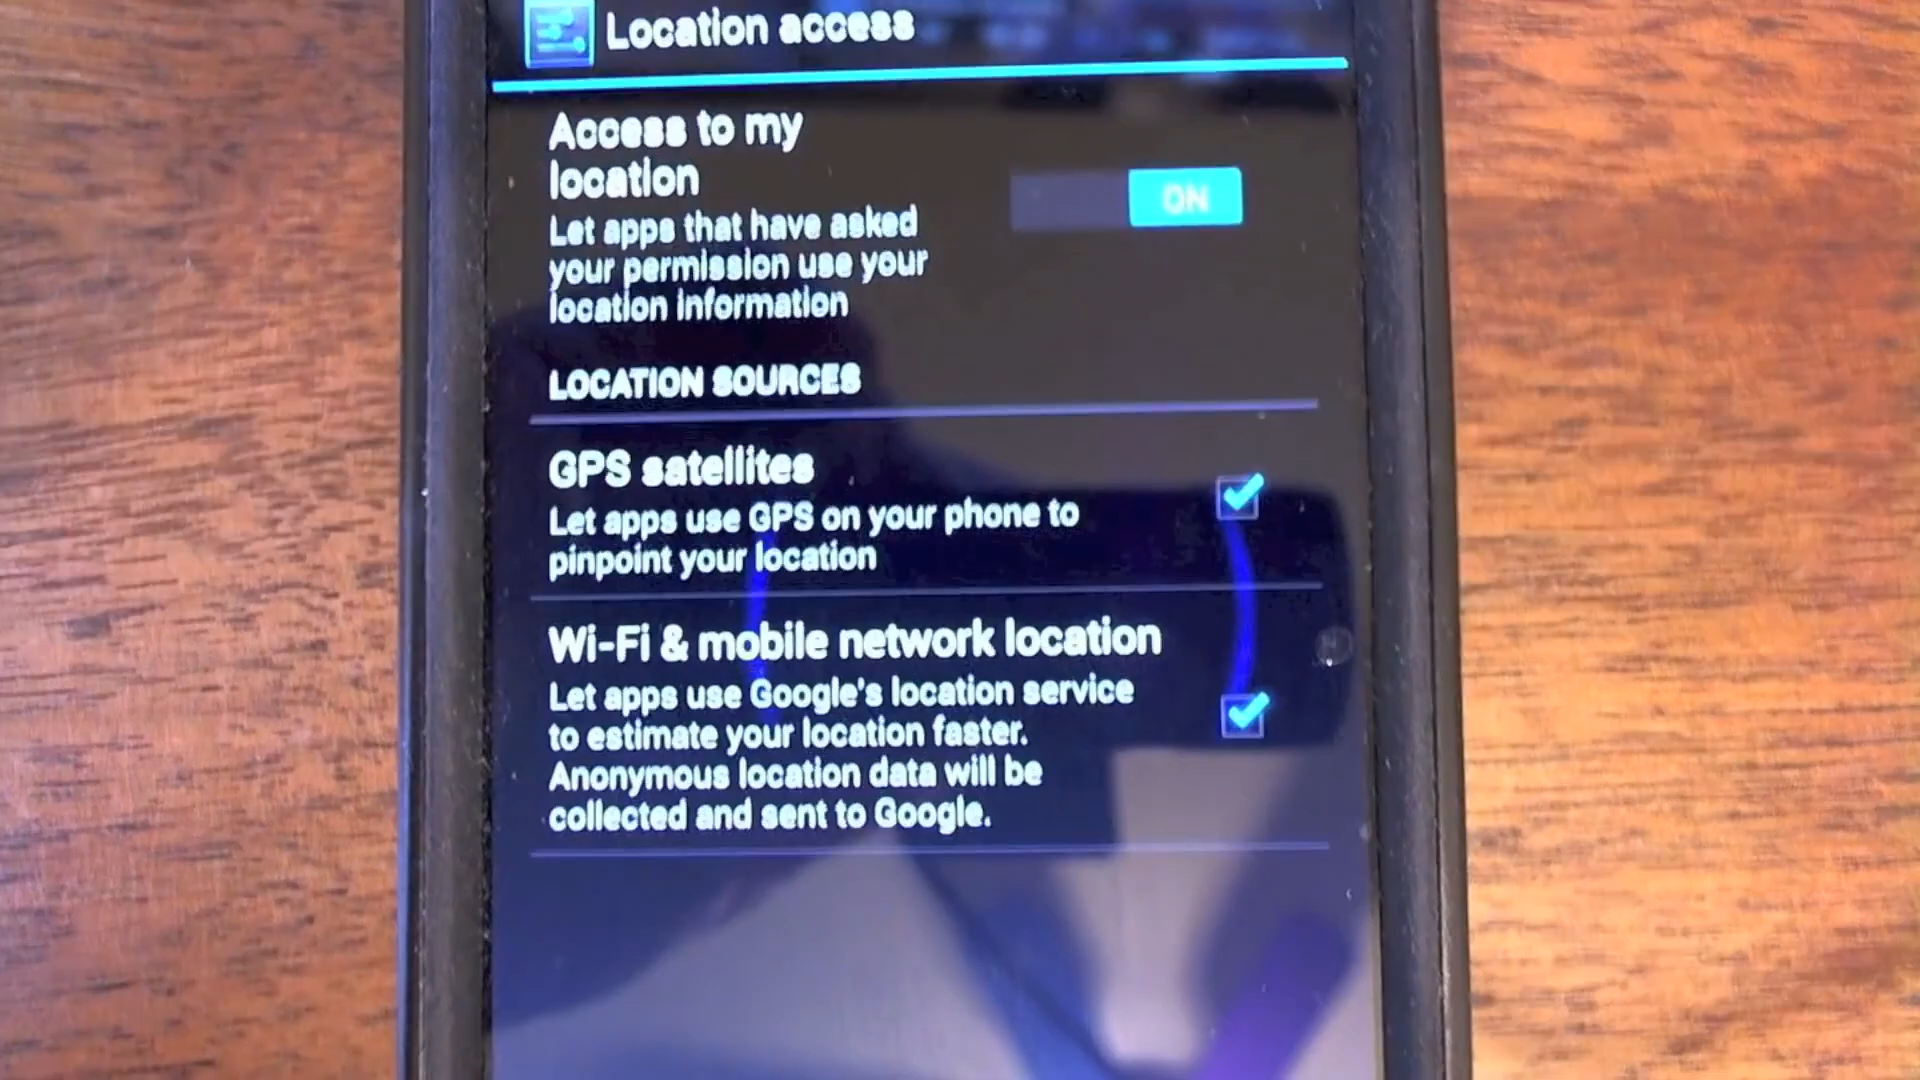 Location access
Access to my
location
ON
Let apps that have asked
your permission use your
location information
LOCATION SOURCES
GPS satellites
Let apps use GPS on your phone to
pinpoint your location
Wi-Fi & mobile network location
Let apps use Google's location service
to estimate your location faster.
Anonymous location data will be
collected and sent to Google.